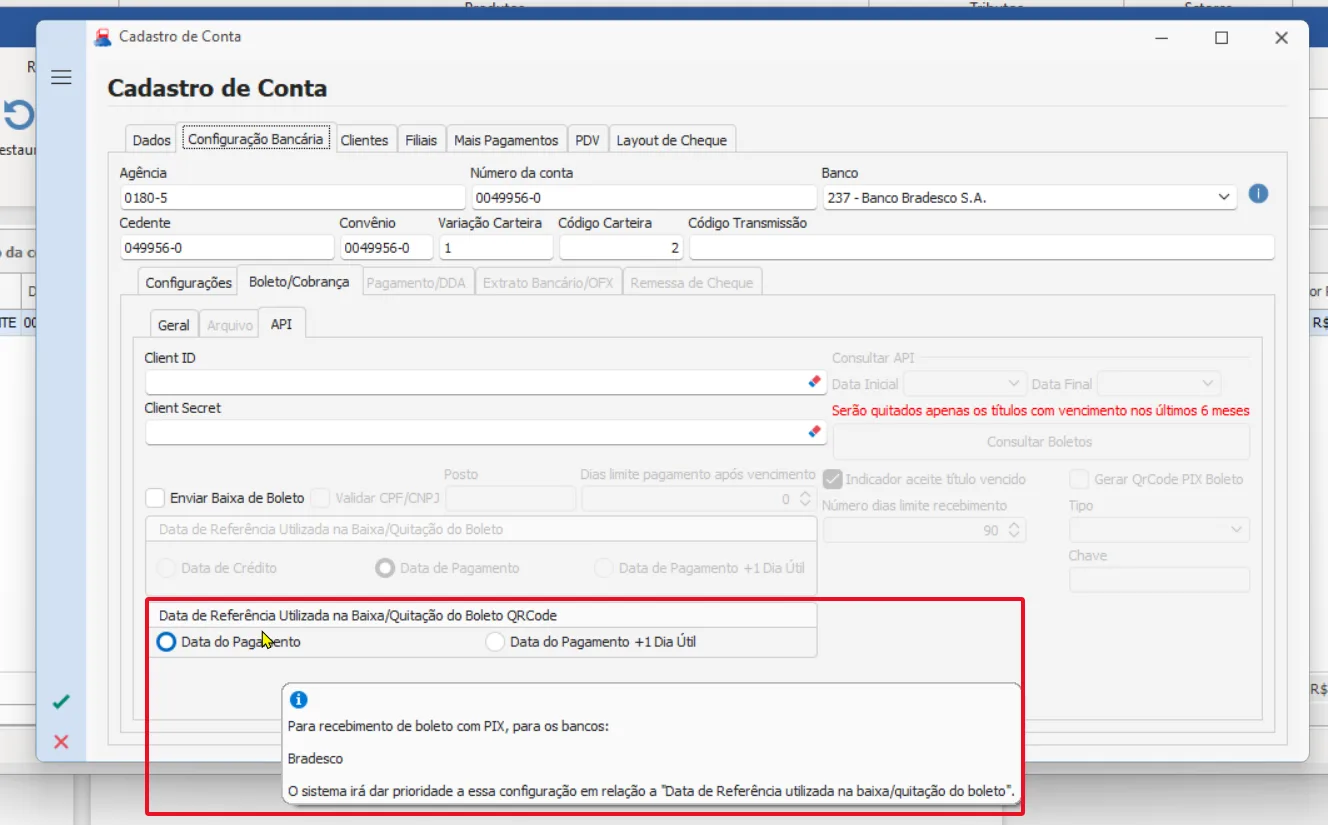 Cadastro de Conta
Cadastro de Conta
Dados Configuração Bancária Clientes Filiais Mais Pagamentos PDV Layout de Cheque
Agência Número da conta Banco
0180-5 0049956-0 237 - Banco Bradesco S.A.
Cedente Convênio Variação Carteira Código Carteira Código Transmissão
049956-0 0049956-0 1 2
Configurações Boleto/Cobrança Pagamento/DDA Extrato Bancário/OFX Remessa de Cheque
Geral Arquivo API
Client ID Consultar API
Data Inicial Data Final
Client Secret Serão quitados apenas os títulos com vencimento nos últimos 6 meses
Consultar Boletos
Posto Dias limite pagamento após vencimento Indicador aceite título vencido Gerar QrCode PIX Boleto
Enviar Baixa de Boleto Validar CPF/CNPJ 0 Número dias limite recebimento Tipo
Data de Referência Utilizada na Baixa/Quitação do Boleto 90
Chave
Data de Crédito Data de Pagamento Data de Pagamento +1 Dia Útil
Data de Referência Utilizada na Baixa/Quitação do Boleto QRCode
Data do Pagamento Data do Pagamento +1 Dia Útil
Para recebimento de boleto com PIX, para os bancos:
Bradesco
O sistema irá dar prioridade a essa configuração em relação a "Data de Referência utilizada na baixa/quitação do boleto".